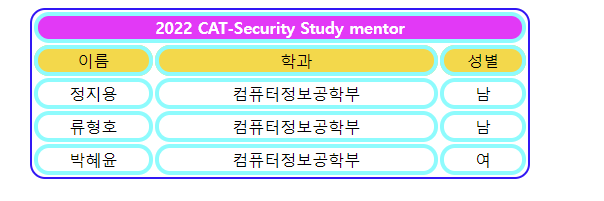 2022 CAT-Security Study mentor
이름 학과 성별
정지용 컴퓨터정보공학부 남
류형호 컴퓨터정보공학부 남
박혜윤 컴퓨터정보공학부 여